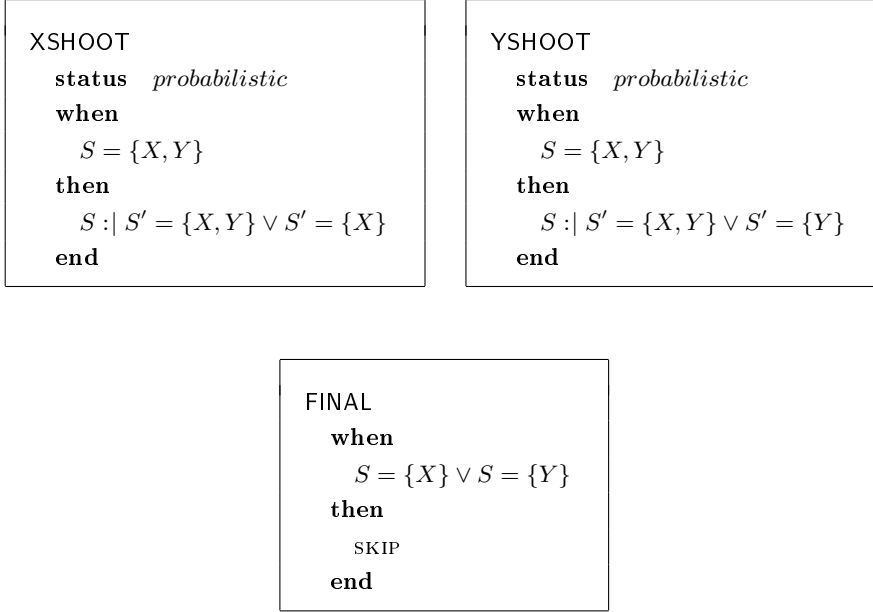 XSHOOT
status probabilistic
when
S = {X, Y}
then
S :| S′ = {X, Y} ∨ S′ = {X}
end
YSHOOT
status probabilistic
when
S = {X, Y}
then
S :| S′ = {X, Y} ∨ S′ = {Y}
end
FINAL
when
S = {X} ∨ S = {Y}
then
SKIP
end